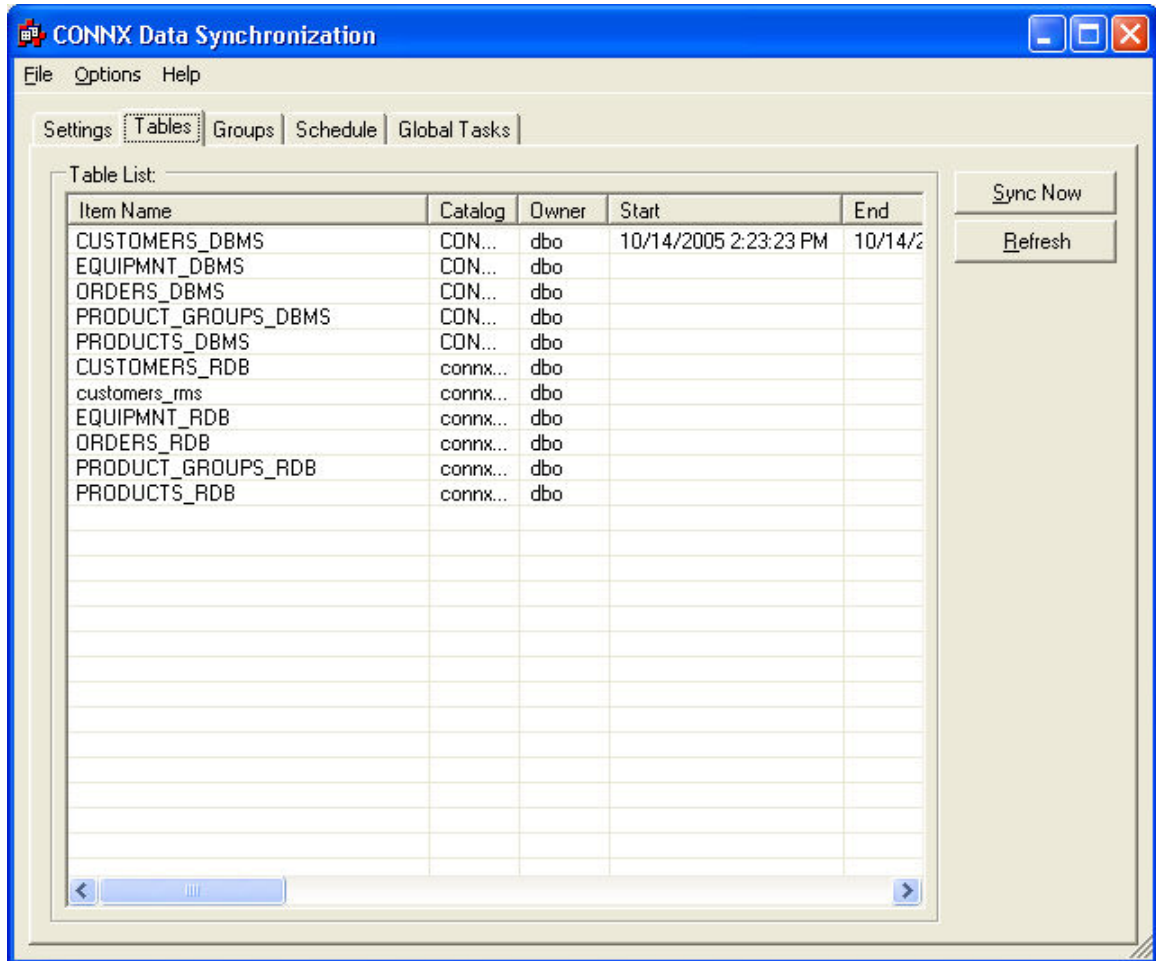 CONNX Data Synchronization
File Options Help
Settings Tables Groups Schedule Global Tasks
Table List:
Item Name Catalog Owner Start End
CUSTOMERS_DBMS CON... dbo 10/14/2005 2:23:23 PM 10/14/2
EQUIPMNT_DBMS CON... dbo
ORDERS_DBMS CON... dbo
PRODUCT_GROUPS_DBMS CON... dbo
PRODUCTS_DBMS CON... dbo
CUSTOMERS_RDB connx... dbo
customers_rms connx... dbo
EQUIPMNT_RDB connx... dbo
ORDERS_RDB connx... dbo
PRODUCT_GROUPS_RDB connx... dbo
PRODUCTS_RDB connx... dbo
Sync Now
Refresh